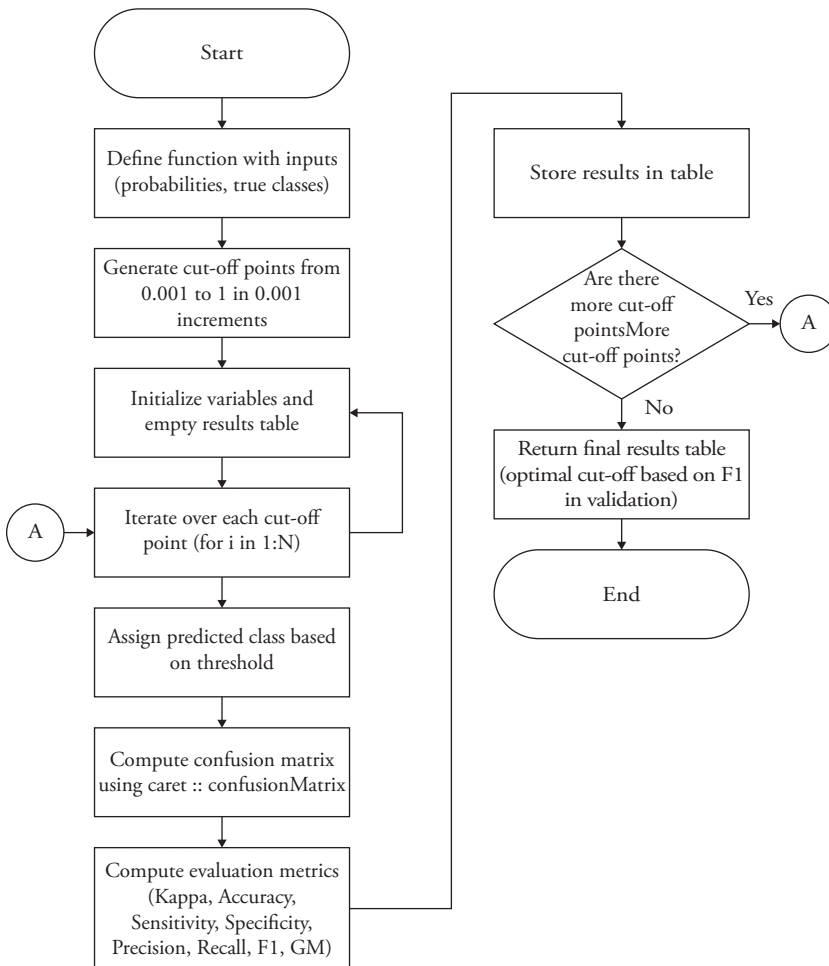 Start
Define function with inputs
(probabilities, true classes)
Generate cut-off points from
0.001 to 1 in 0.001
increments
Initialize variables and
empty results table
A
Iterate over each cut-off
point (for i in 1:N)
Assign predicted class based
on threshold
Compute confusion matrix
using caret :: confusionMatrix
Compute evaluation metrics
(Kappa, Accuracy,
Sensitivity, Specificity,
Precision, Recall, F1, GM)
Store results in table
Are there
more cut-off
pointsMore
cut-off points?
Yes
A
No
Return final results table
(optimal cut-off based on F1
in validation)
End